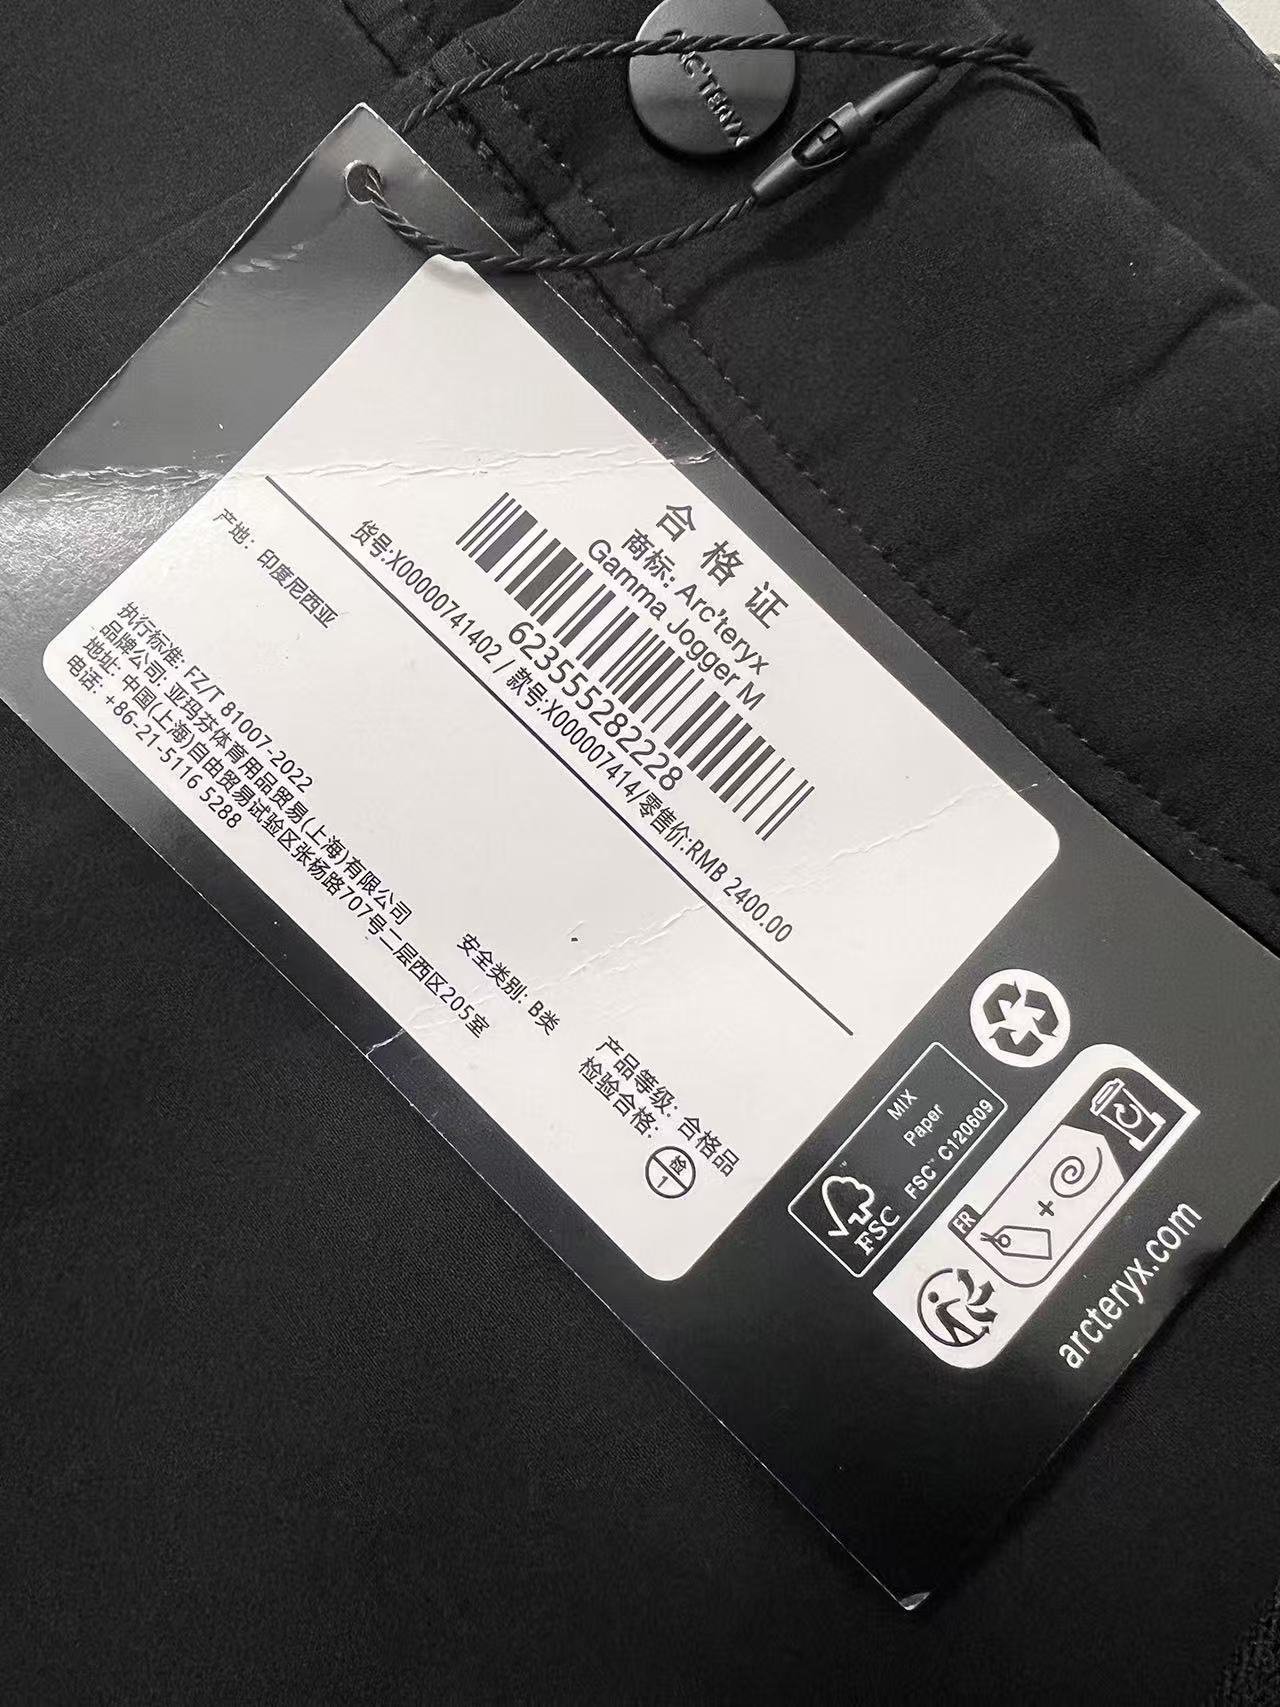 ARC'TERYX
合格证
商标: Arc'teryx
Gamma Jogger M
623555282228
货号:X00000741402 / 款号:X000007414/零售价:RMB 2400.00
产地: 印度尼西亚
安全类别: B类
产品等级: 合格品
检验合格:
检
1
执行标准: FZ/T 81007-2022
品牌公司: 亚玛芬体育用品贸易(上海)有限公司
地址: 中国(上海)自由贸易试验区张杨路707号二层西区205室
电话: +86-21-5116 5288
MIX
Paper
FSC™ C120609
FSC
FR
arcteryx.com